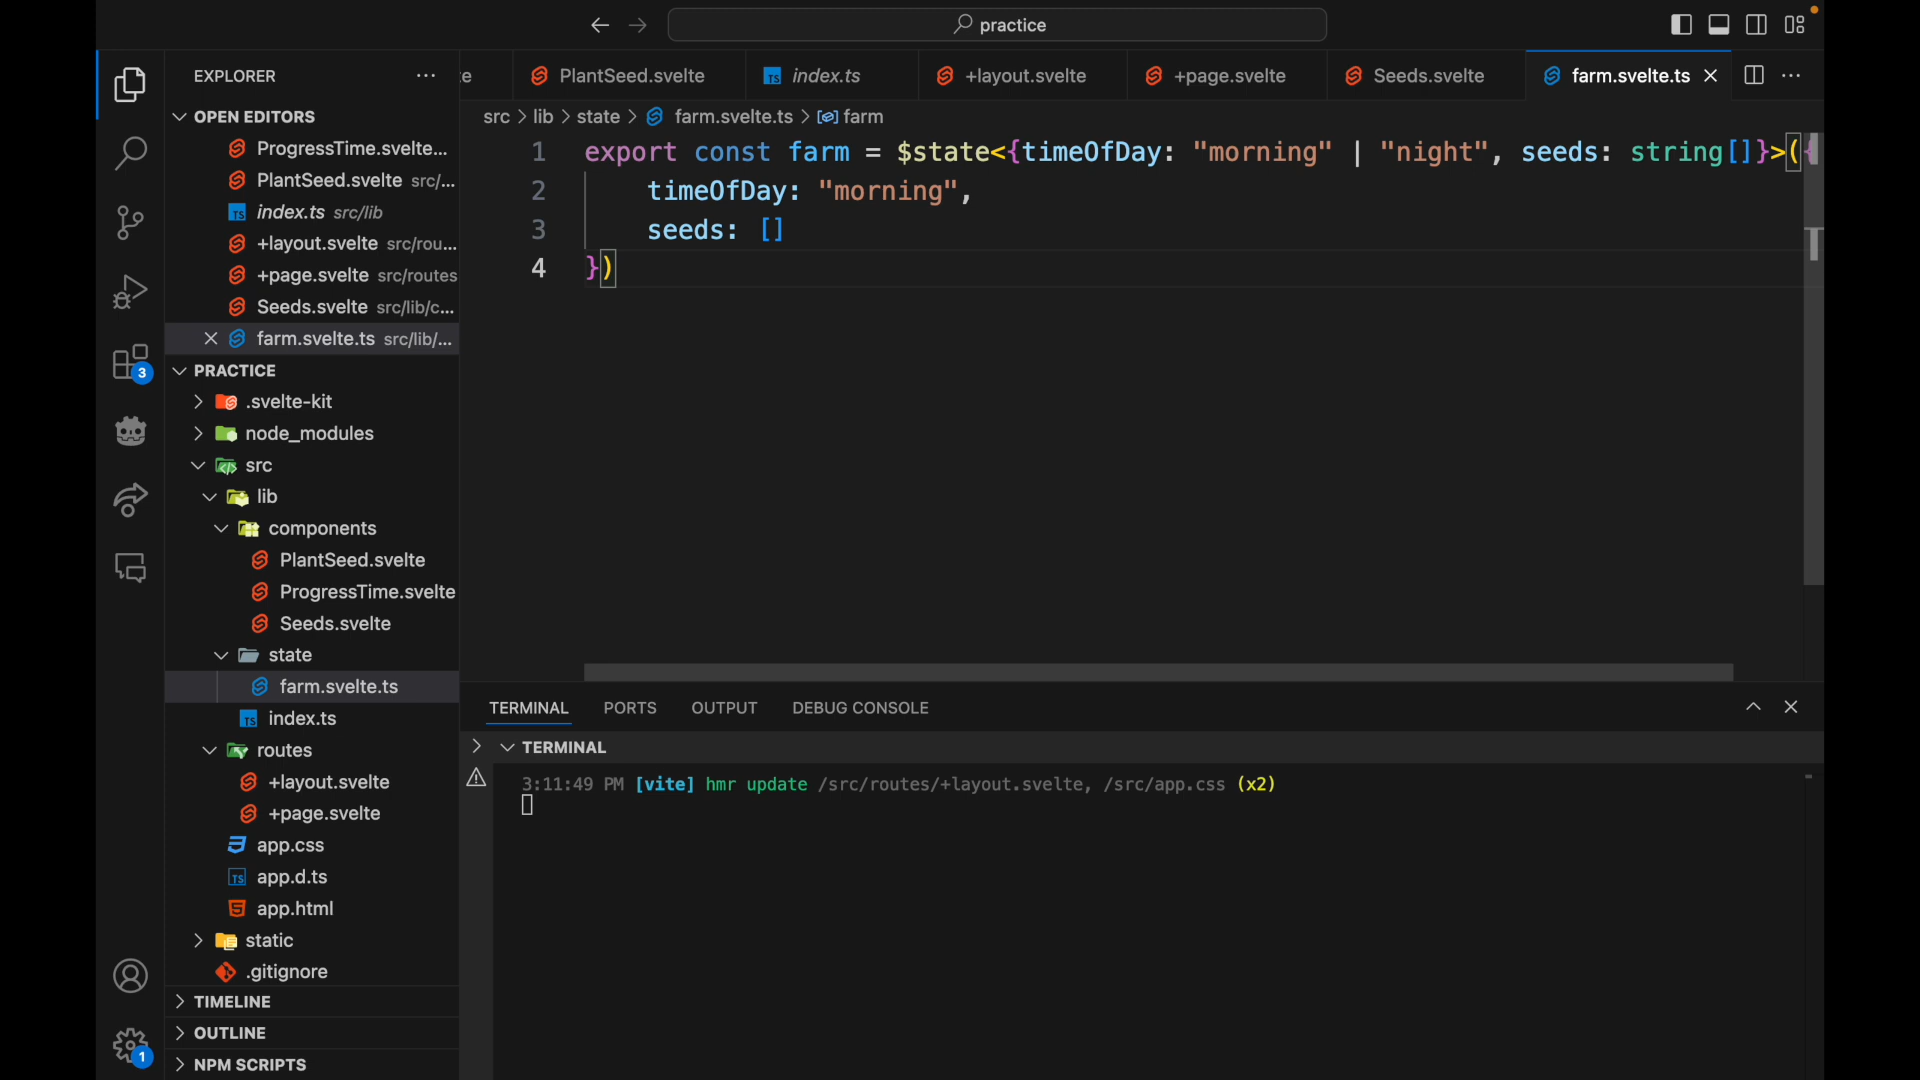 practice
EXPLORER
te
PlantSeed.svelte
index.ts
+layout.svelte
+page.svelte
Seeds.svelte
farm.svelte.ts
OPEN EDITORS
src > lib > state > farm.svelte.ts > farm
ProgressTime.svelte...
PlantSeed.svelte src/...
index.ts src/lib
+layout.svelte src/rou...
+page.svelte src/routes
Seeds.svelte src/lib/c...
farm.svelte.ts src/lib/...
1 export const farm = $state<{timeOfDay: "morning" | "night", seeds: string[]}>({
2 timeOfDay: "morning",
3 seeds: []
4 })
PRACTICE
.svelte-kit
node_modules
src
lib
components
PlantSeed.svelte
ProgressTime.svelte
Seeds.svelte
state
farm.svelte.ts
index.ts
routes
+layout.svelte
+page.svelte
app.css
app.d.ts
app.html
static
.gitignore
TIMELINE
OUTLINE
NPM SCRIPTS
3
1
TERMINAL
PORTS
OUTPUT
DEBUG CONSOLE
TERMINAL
3:11:49 PM [vite] hmr update /src/routes/+layout.svelte, /src/app.css (x2)